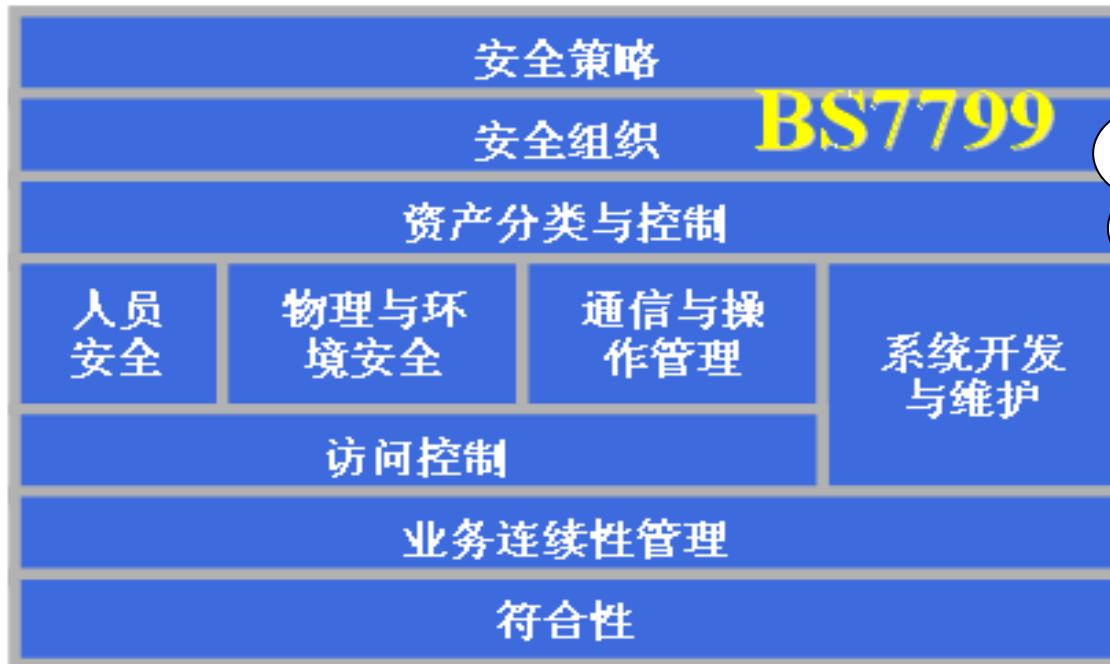 安全策略
BS7799
安全组织
资产分类与控制
人员
安全
物理与环
境安全
通信与操
作管理
系统开发
与维护
访问控制
业务连续性管理
符合性